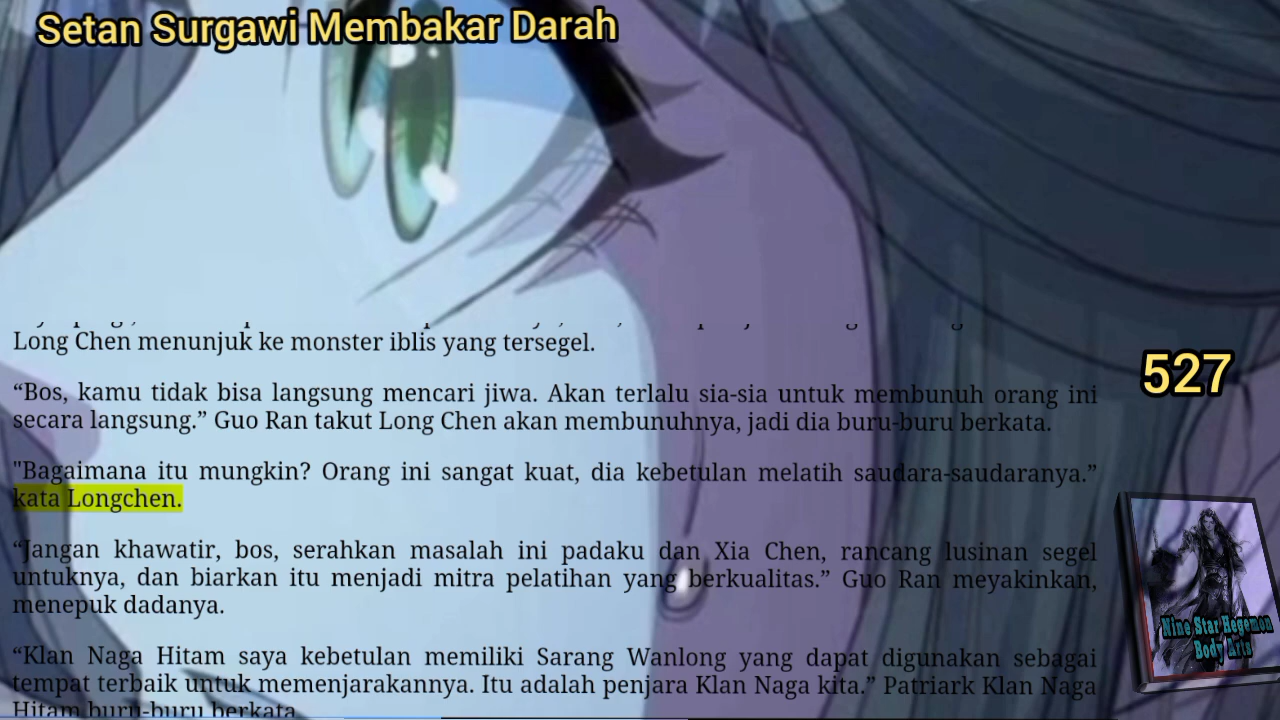 Setan Surgawi Membakar Darah
Long Chen menunjuk ke monster iblis yang tersegel.
“Bos, kamu tidak bisa langsung mencari jiwa. Akan terlalu sia-sia untuk membunuh orang ini
secara langsung.” Guo Ran takut Long Chen akan membunuhnya, jadi dia buru-buru berkata.
527
"Bagaimana itu mungkin? Orang ini sangat kuat, dia kebetulan melatih saudara-saudaranya.”
kata Longchen.
“Jangan khawatir, bos, serahkan masalah ini padaku dan Xia Chen, rancang lusinan segel
untuknya, dan biarkan itu menjadi mitra pelatihan yang berkualitas.” Guo Ran meyakinkan,
menepuk dadanya.
“Klan Naga Hitam saya kebetulan memiliki Sarang Wanlong yang dapat digunakan sebagai
tempat terbaik untuk memenjarakannya. Itu adalah penjara Klan Naga kita.” Patriark Klan Naga
Hitam buru-buru berkata
Nine Star Hegemon
Body Arts